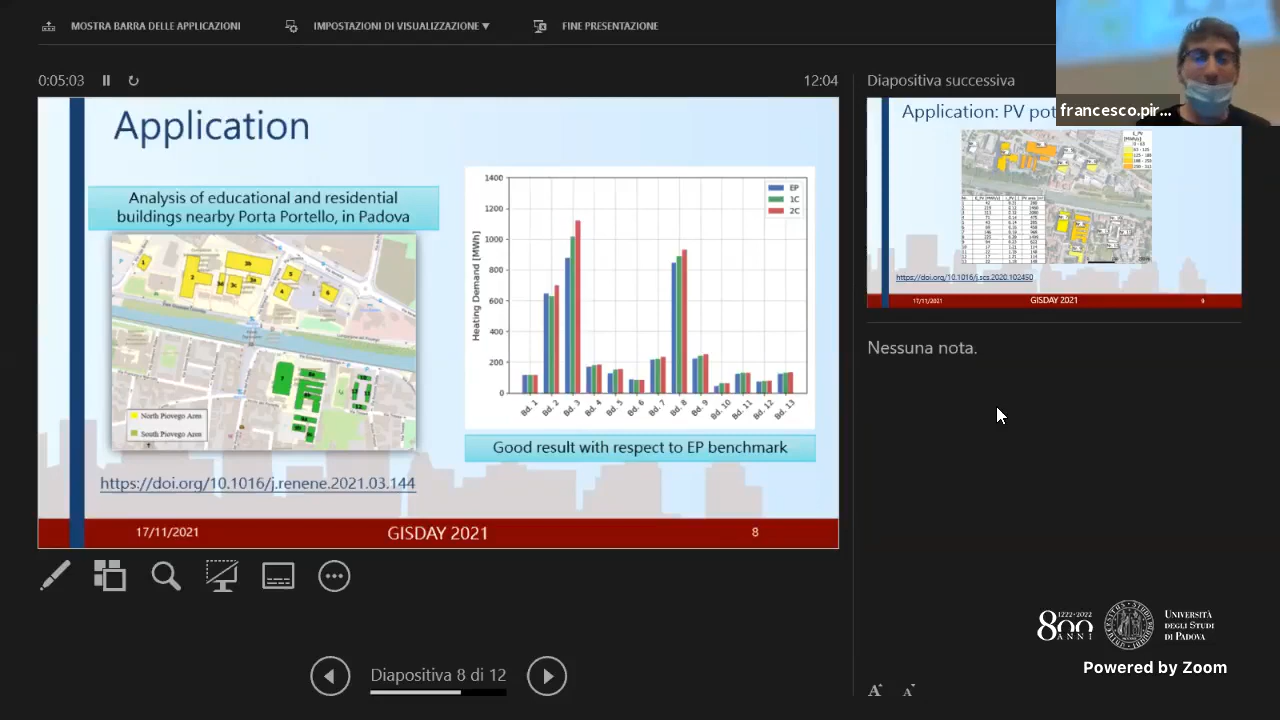 MOSTRA BARRA DELLE APPLICAZIONI
IMPOSTAZIONI DI VISUALIZZAZIONE ▼
FINE PRESENTAZIONE
0:05:03
12:04
Application
Analysis of educational and residential
buildings nearby Porta Portello, in Padova
North Piovego Area
South Piovego Area
1400
1200
1000
800
600
400
200
0
Heating Demand [MWh]
EP
1C
2C
Bd. 1
Bd. 2
Bd. 3
Bd. 4
Bd. 5
Bd. 6
Bd. 7
Bd. 8
Bd. 9
Bd. 10
Bd. 11
Bd. 12
Bd. 13
Good result with respect to EP benchmark
https://doi.org/10.1016/j.renene.2021.03.144
17/11/2021
GISDAY 2021
8
Diapositiva 8 di 12
Diapositiva successiva
francesco.pir...
Application: PV pot
https://doi.org/10.1016/j.scs.2020.102450
17/11/2021
GISDAY 2021
9
Nessuna nota.
1222-2022
800
ANNI
UNIVERSITÀ
DEGLI STUDI
DI PADOVA
Powered by Zoom
A A